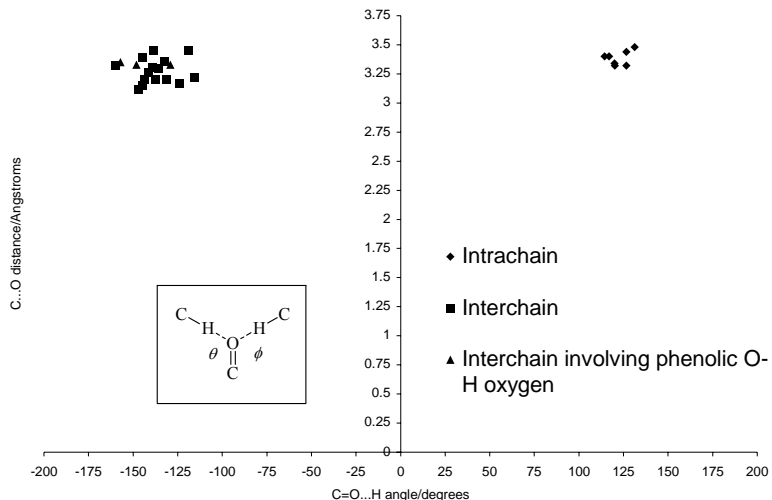 3.75
3.5
3.25
3
2.75
2.5
2.25
2
1.75
1.5
1.25
1
0.75
0.5
0.25
0
C...O distance/Angstroms
Intrachain
Interchain
Interchain involving phenolic O-
H oxygen
C H H C
O
θ ϕ
C
-200 -175 -150 -125 -100 -75 -50 -25 0 25 50 75 100 125 150 175 200
C=O...H angle/degrees